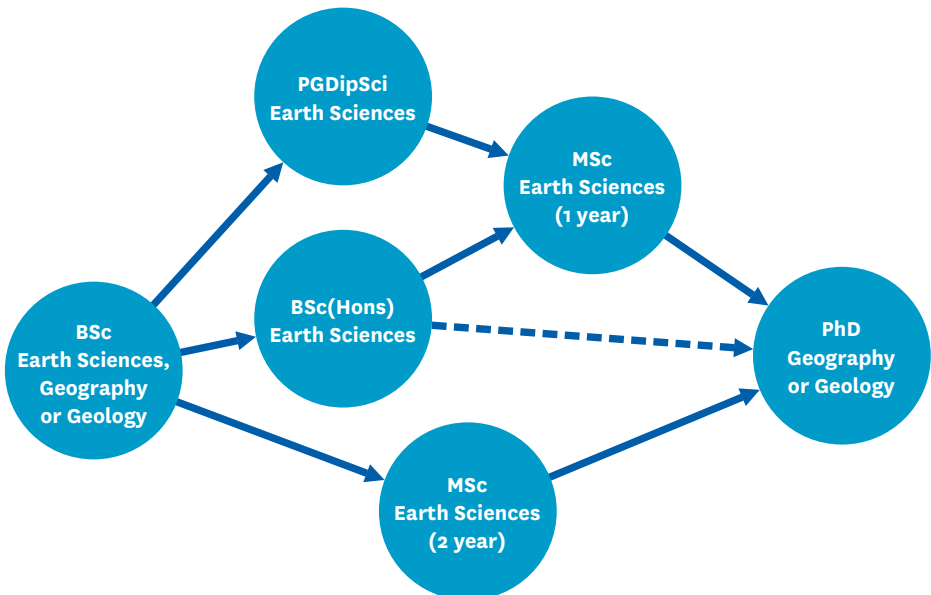 PGDipSci
Earth Sciences
MSc
Earth Sciences
(1 year)
BSc(Hons)
Earth Sciences
BSc
Earth Sciences,
Geography
or Geology
PhD
Geography
or Geology
MSc
Earth Sciences
(2 year)